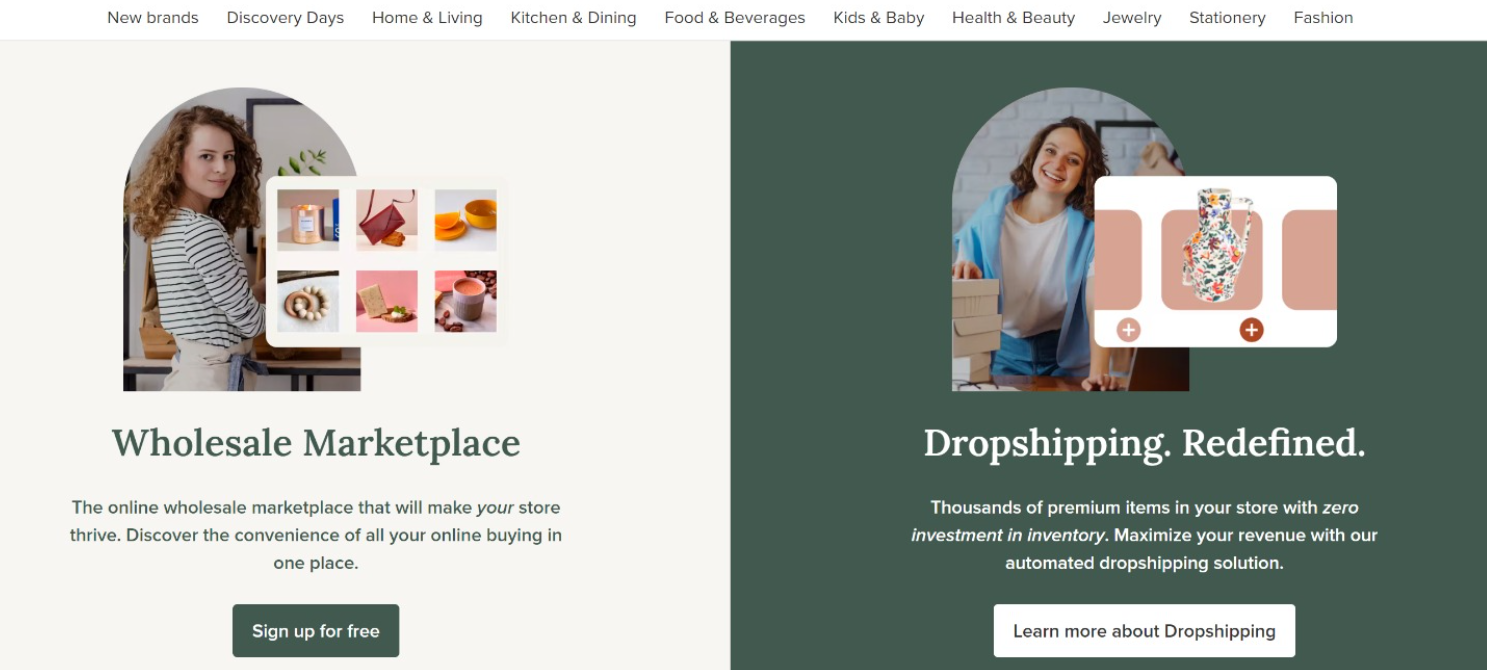 New brands Discovery Days Home & Living Kitchen & Dining Food & Beverages Kids & Baby Health & Beauty Jewelry Stationery Fashion
Wholesale Marketplace
The online wholesale marketplace that will make your store
thrive. Discover the convenience of all your online buying in
one place.
Sign up for free
Dropshipping. Redefined.
Thousands of premium items in your store with zero
investment in inventory. Maximize your revenue with our
automated dropshipping solution.
Learn more about Dropshipping